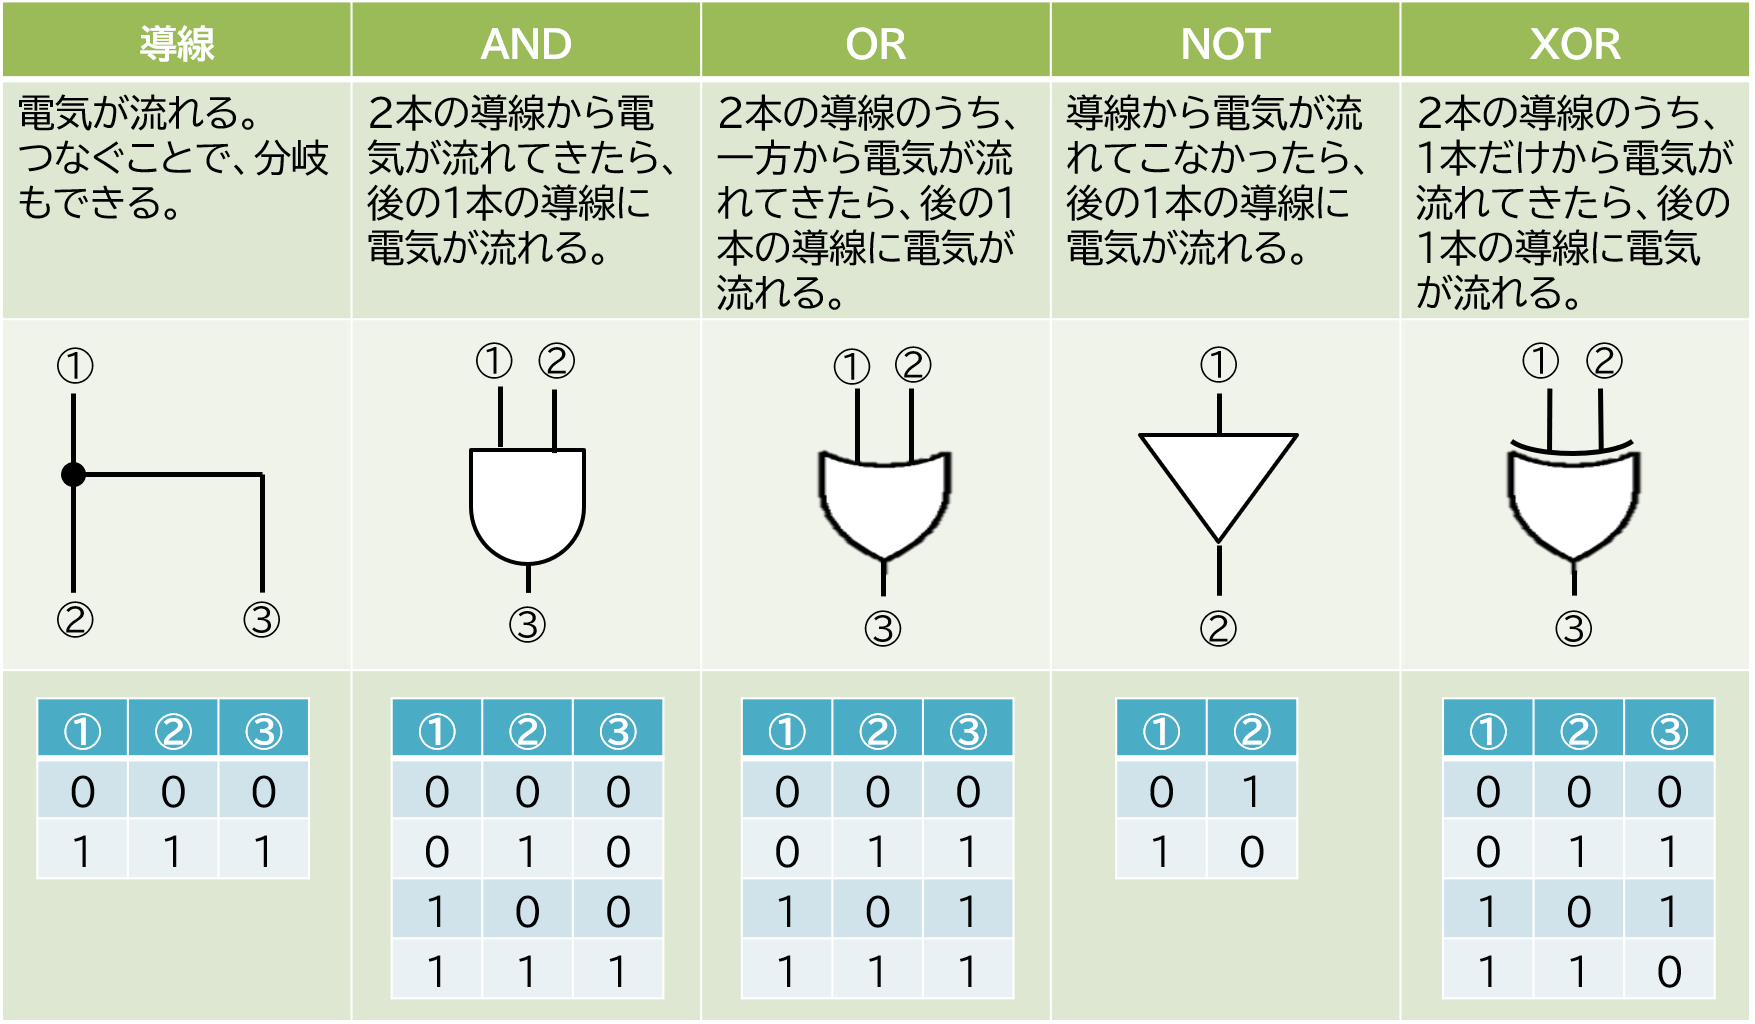 導線
AND
OR
NOT
XOR
電気が流れる。
つなぐことで、分岐
もできる。
2本の導線から電
気が流れてきたら、
後の1本の導線に
電気が流れる。
2本の導線のうち、
一方から電気が流
れてきたら、後の1
本の導線に電気が
流れる。
導線から電気が流
れてこなかったら、
後の1本の導線に
電気が流れる。
2本の導線のうち、
1本だけから電気が
流れてきたら、後の
1本の導線に電気
が流れる。
①
② ③
① ②
③
① ②
③
①
②
① ②
③
① ② ③
0 0 0
1 1 1
① ② ③
0 0 0
0 1 0
1 0 0
1 1 1
① ② ③
0 0 0
0 1 1
1 0 1
1 1 1
① ②
0 1
1 0
① ② ③
0 0 0
0 1 1
1 0 1
1 1 0